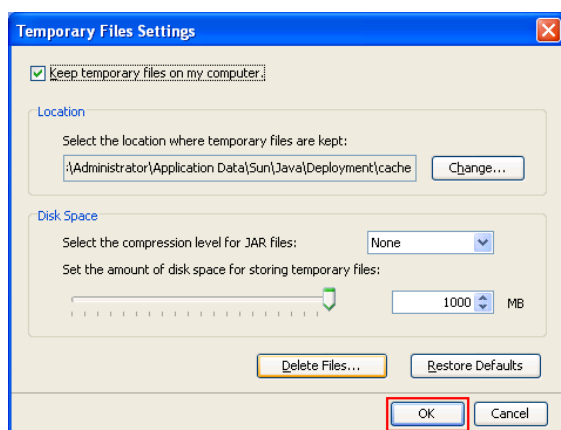 Temporary Files Settings
Keep temporary files on my computer.
Location
Select the location where temporary files are kept:
:\Administrator\Application Data\Sun\Java\Deployment\cache
Change...
Disk Space
Select the compression level for JAR files:
None
Set the amount of disk space for storing temporary files:
1000 MB
Delete Files...
Restore Defaults
OK
Cancel